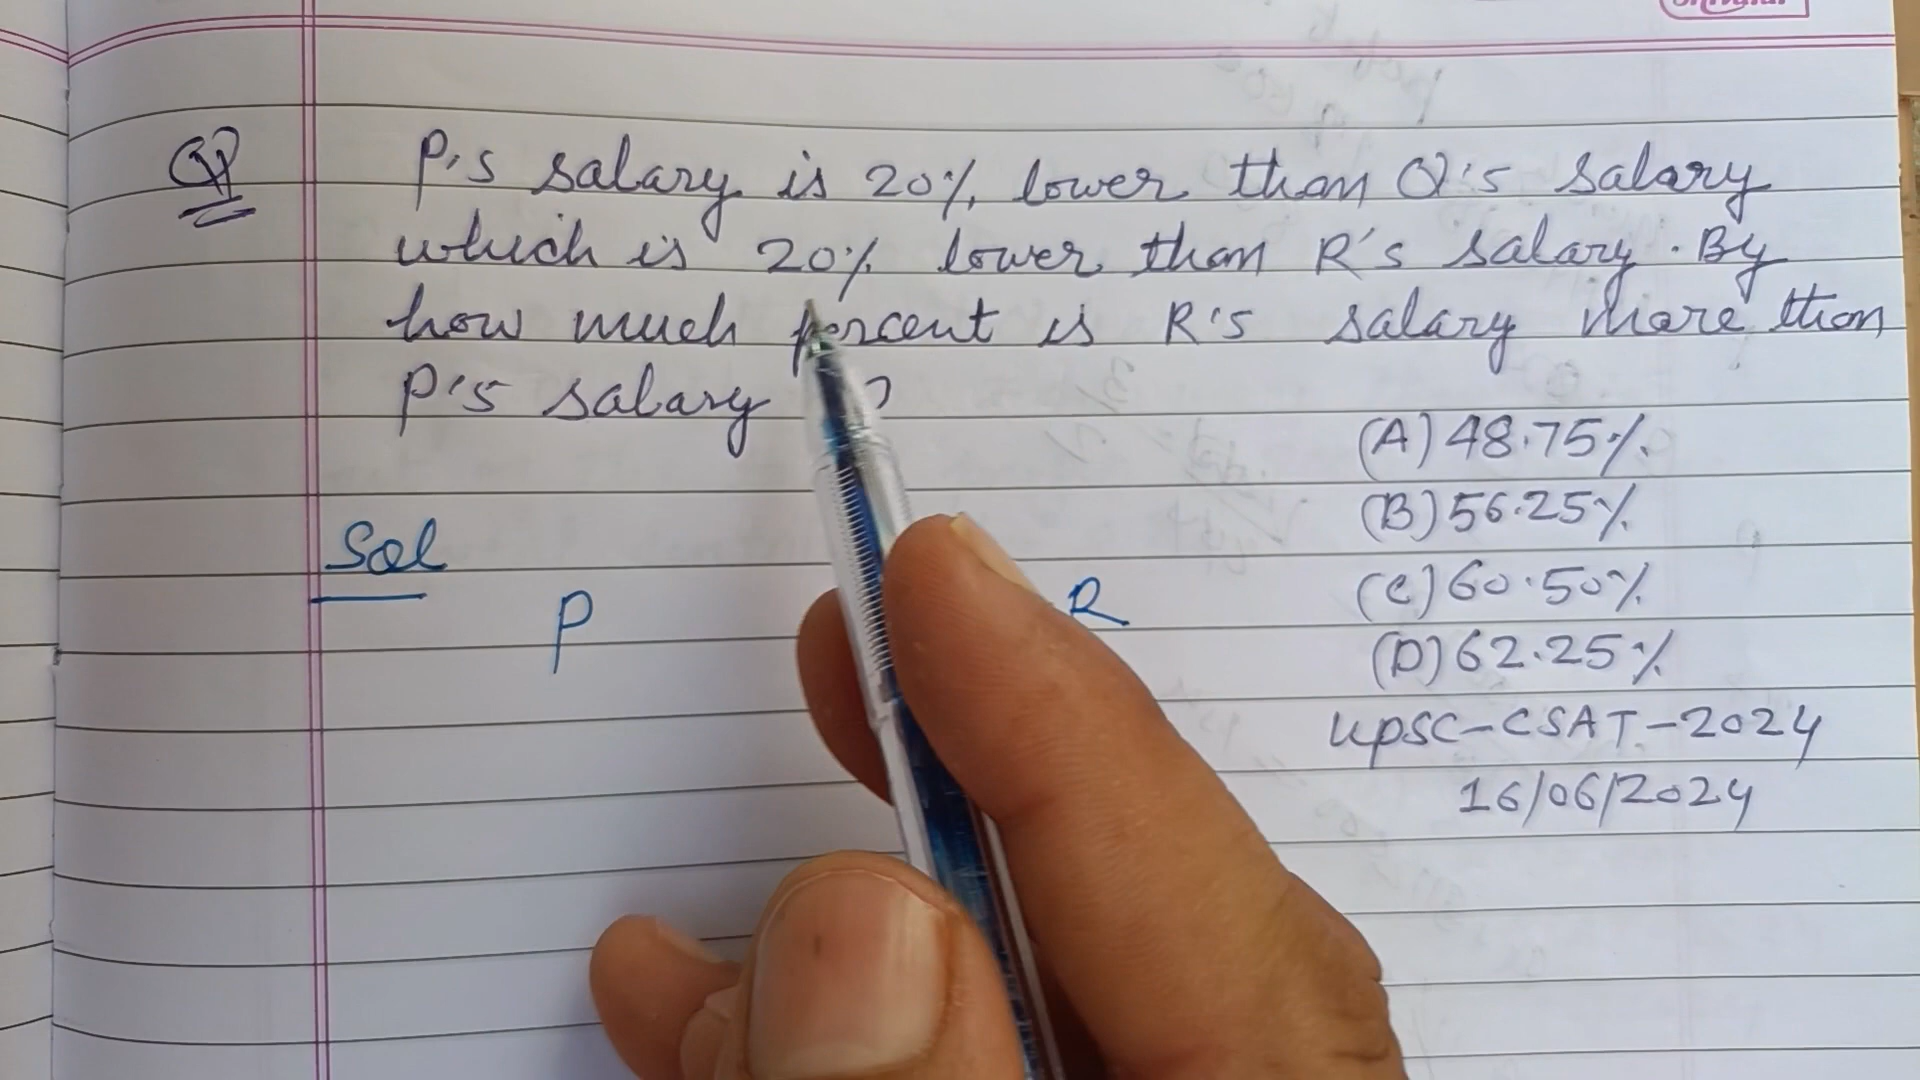 Q1 P's salary is 20% lower than Q's salary
which is 20% lower than R's salary. By
how much percent is R's salary more than
P's salary ?
(A) 48.75%
(B) 56.25%
(C) 60.50%
(D) 62.25%
UPSC-CSAT-2024
16/06/2024
Sol
P R